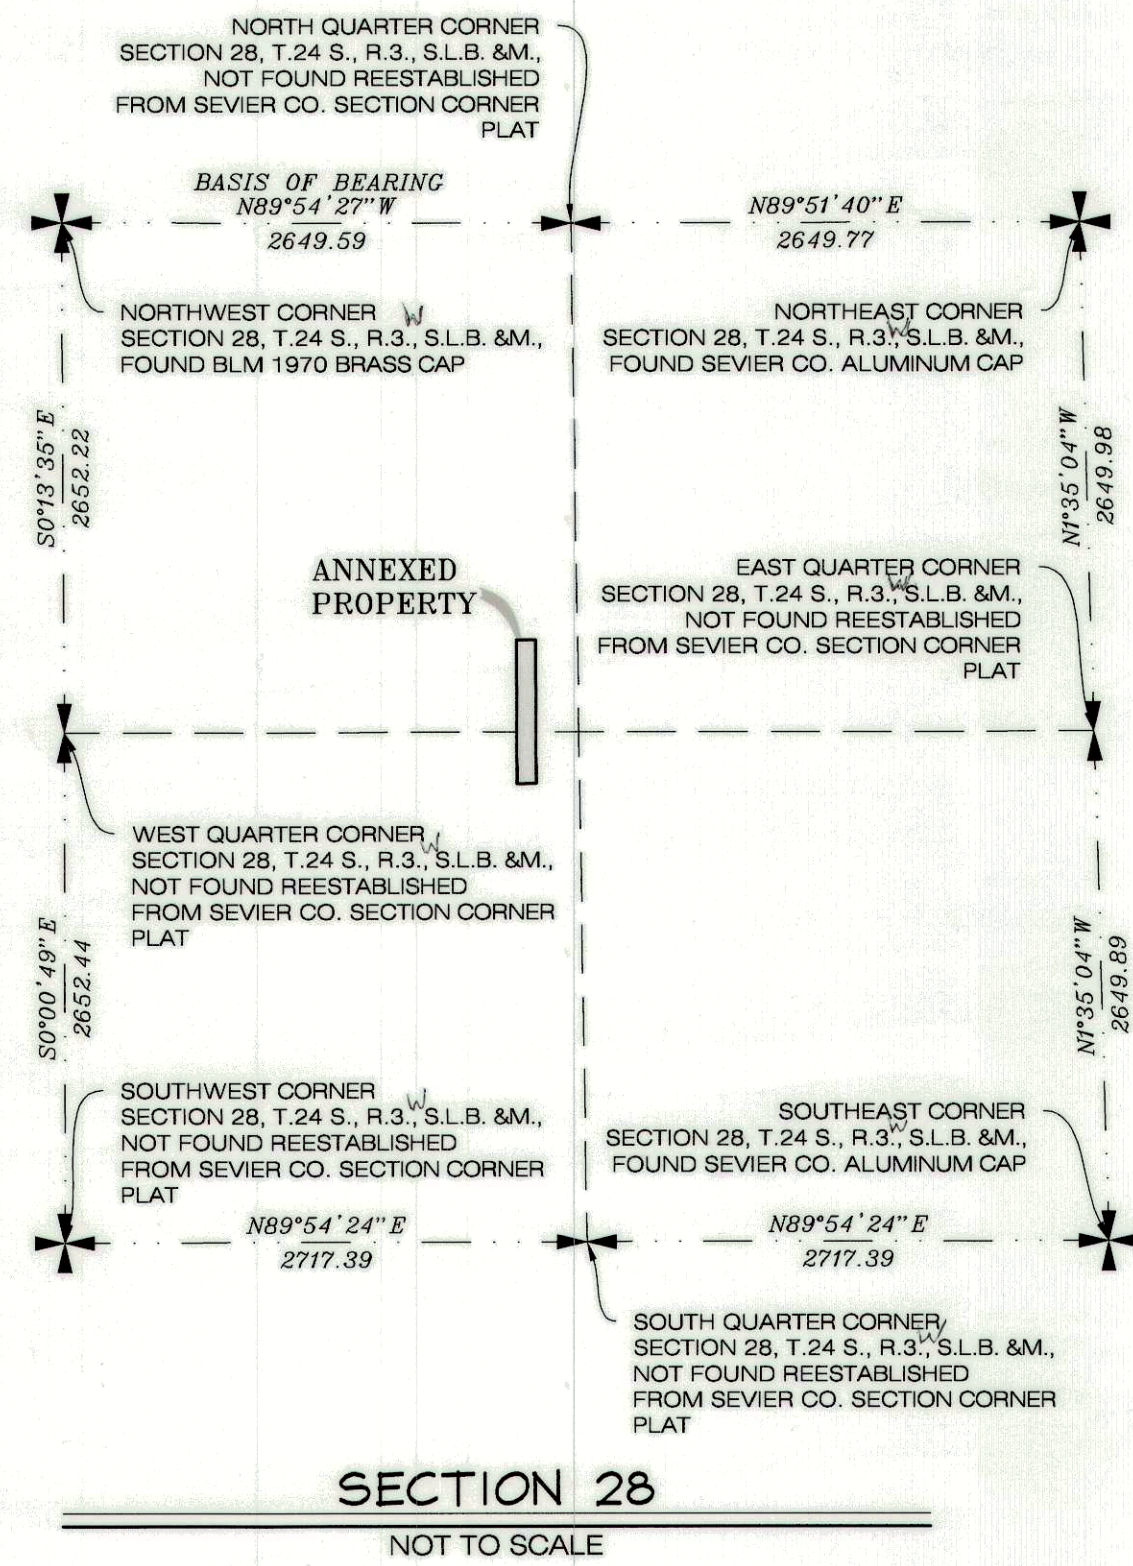 NORTH QUARTER CORNER
SECTION 28, T.24 S., R.3., S.L.B. &M.,
NOT FOUND REESTABLISHED
FROM SEVIER CO. SECTION CORNER
PLAT
BASIS OF BEARING
N89°54'27"W
2649.59
N89°51'40"E
2649.77
NORTHWEST CORNER
W
SECTION 28, T.24 S., R.3., S.L.B. &M.,
FOUND BLM 1970 BRASS CAP
NORTHEAST CORNER
W
SECTION 28, T.24 S., R.3., S.L.B. &M.,
FOUND SEVIER CO. ALUMINUM CAP
S0°13'35"E
2652.22
N1°35'04"W
2649.98
ANNEXED
PROPERTY
EAST QUARTER CORNER
W
SECTION 28, T.24 S., R.3., S.L.B. &M.,
NOT FOUND REESTABLISHED
FROM SEVIER CO. SECTION CORNER
PLAT
WEST QUARTER CORNER
W
SECTION 28, T.24 S., R.3., S.L.B. &M.,
NOT FOUND REESTABLISHED
FROM SEVIER CO. SECTION CORNER
PLAT
S0°00'49"E
2652.44
N1°35'04"W
2649.89
SOUTHWEST CORNER
W
SECTION 28, T.24 S., R.3., S.L.B. &M.,
NOT FOUND REESTABLISHED
FROM SEVIER CO. SECTION CORNER
PLAT
SOUTHEAST CORNER
W
SECTION 28, T.24 S., R.3., S.L.B. &M.,
FOUND SEVIER CO. ALUMINUM CAP
N89°54'24"E
2717.39
N89°54'24"E
2717.39
SOUTH QUARTER CORNER
W
SECTION 28, T.24 S., R.3., S.L.B. &M.,
NOT FOUND REESTABLISHED
FROM SEVIER CO. SECTION CORNER
PLAT
SECTION 28
NOT TO SCALE